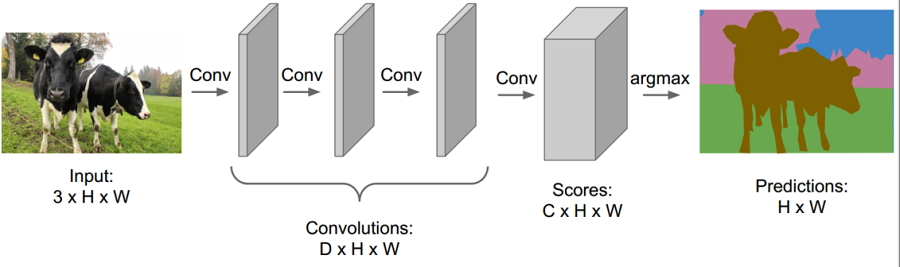 Conv
Conv
Conv
Conv
argmax
Input:
3 x H x W
Convolutions:
D x H x W
Scores:
C x H x W
Predictions:
H x W